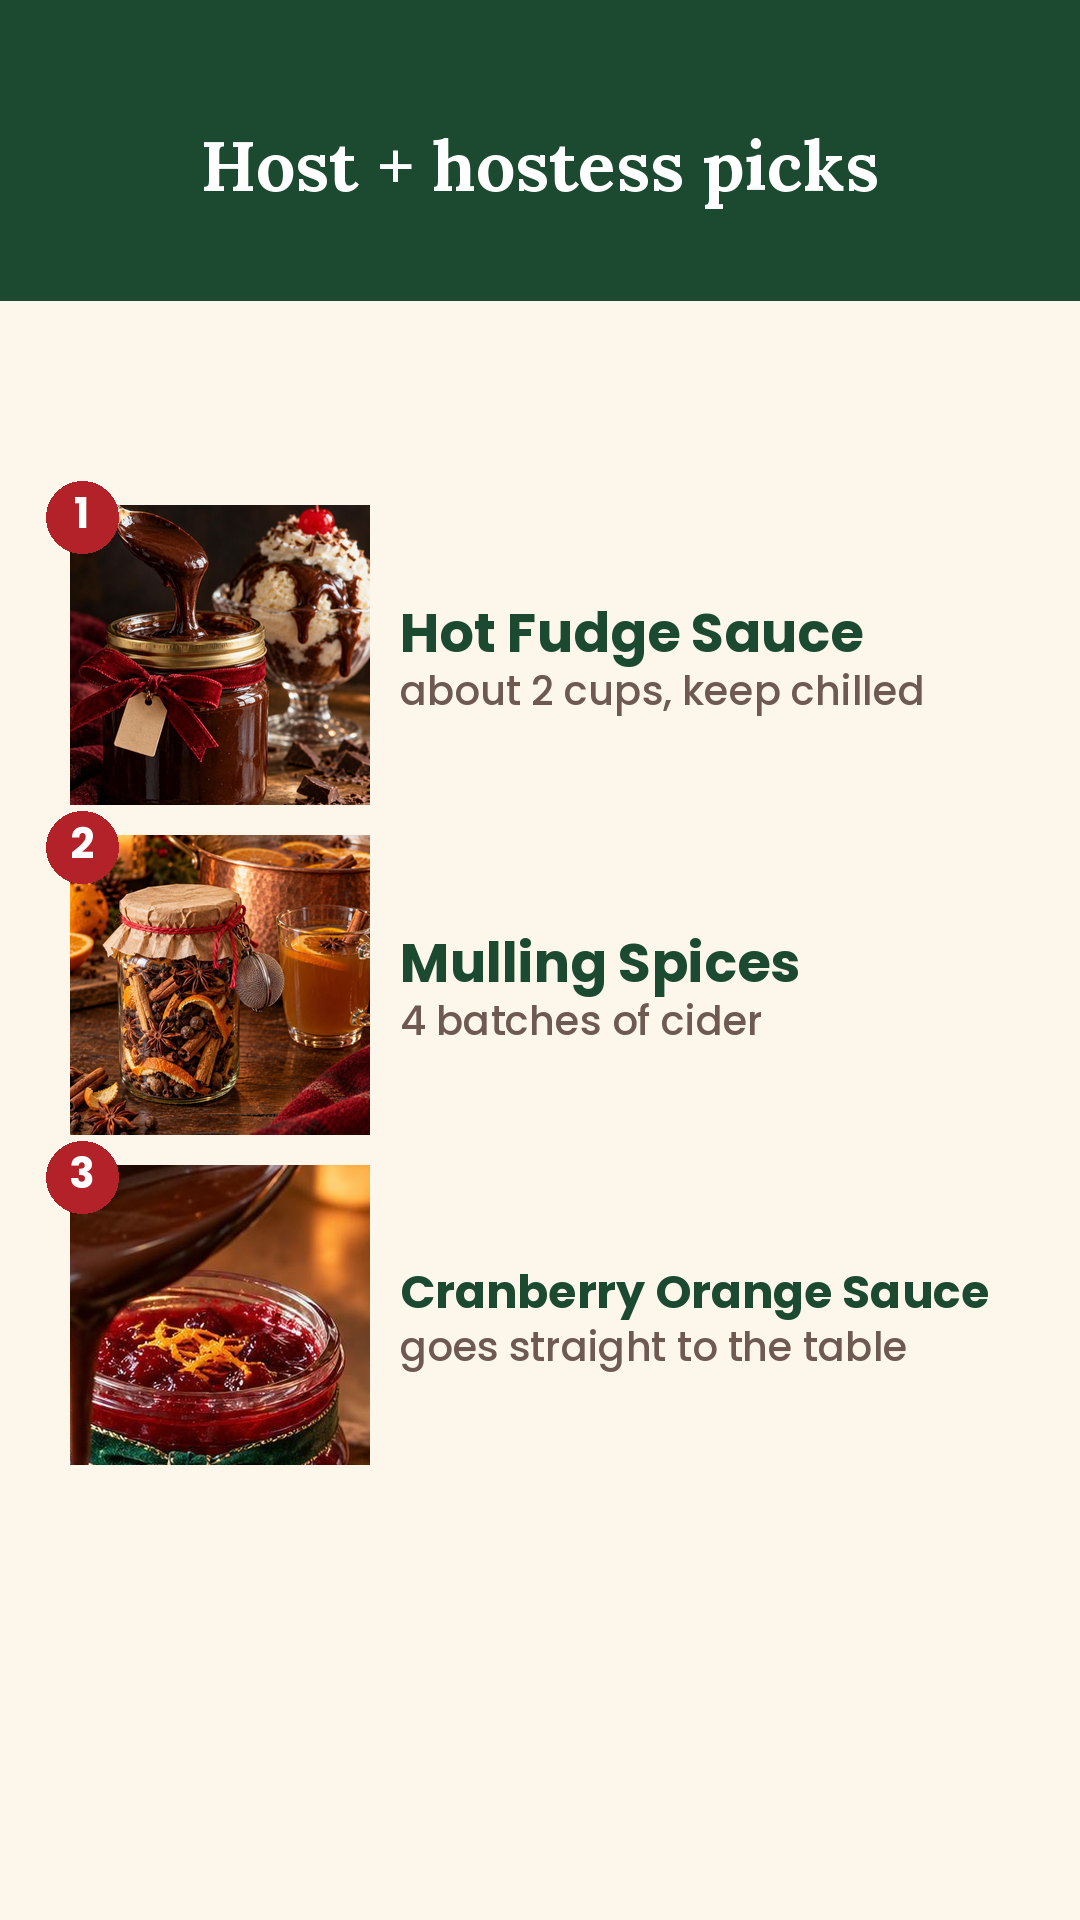 Host + hostess picks
1
Hot Fudge Sauce
about 2 cups, keep chilled
2
Mulling Spices
4 batches of cider
3
Cranberry Orange Sauce
goes straight to the table